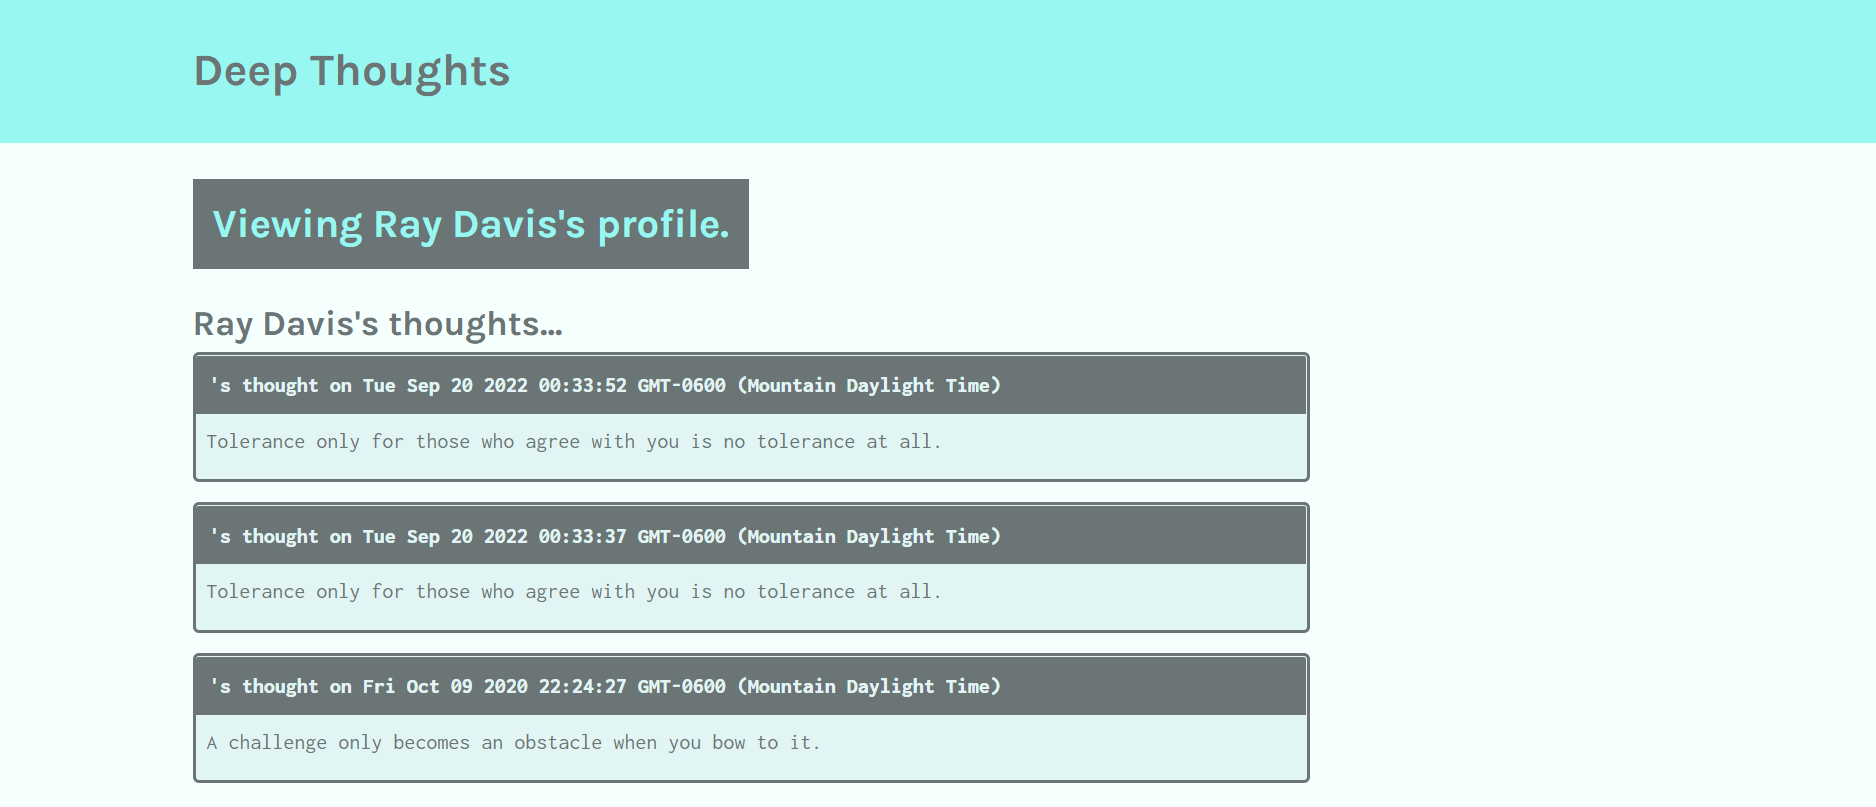 Deep Thoughts
Viewing Ray Davis's profile.
Ray Davis's thoughts...
's thought on Tue Sep 20 2022 00:33:52 GMT-0600 (Mountain Daylight Time)
Tolerance only for those who agree with you is no tolerance at all.
's thought on Tue Sep 20 2022 00:33:37 GMT-0600 (Mountain Daylight Time)
Tolerance only for those who agree with you is no tolerance at all.
's thought on Fri Oct 09 2020 22:24:27 GMT-0600 (Mountain Daylight Time)
A challenge only becomes an obstacle when you bow to it.